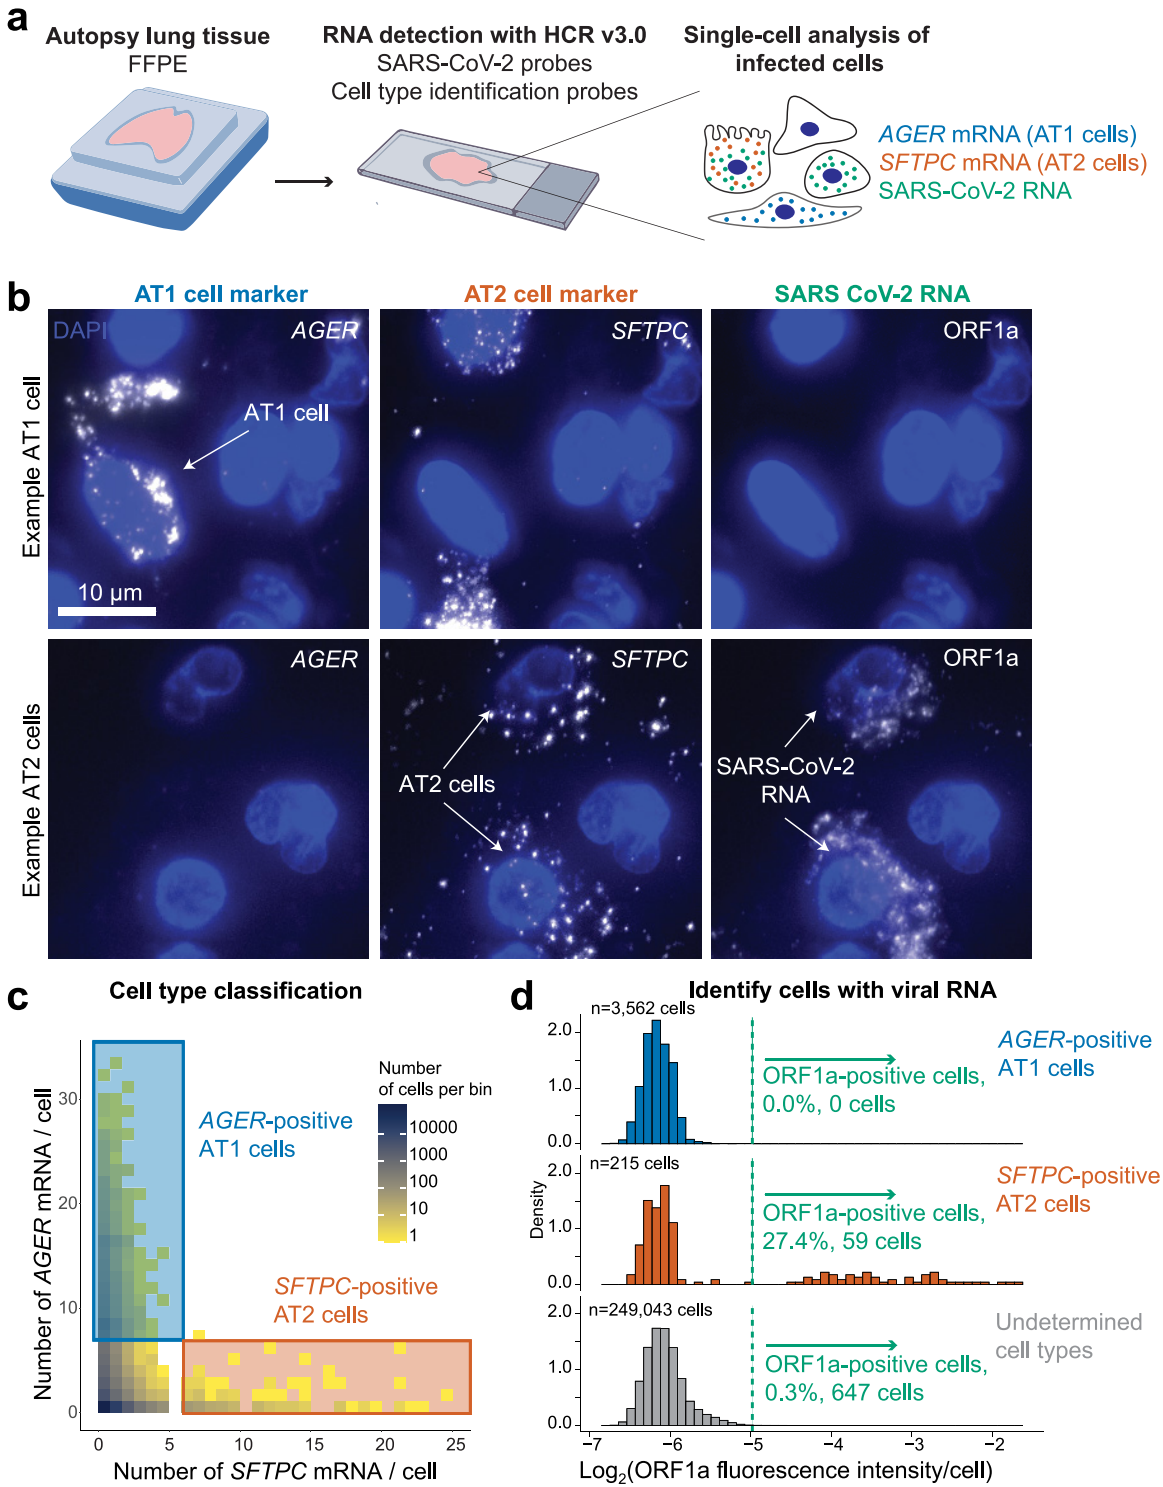 a
Autopsy lung tissue
FFPE
RNA detection with HCR v3.0
SARS-CoV-2 probes
Cell type identification probes
Single-cell analysis of
infected cells
AGER mRNA (AT1 cells)
SFTPC mRNA (AT2 cells)
SARS-CoV-2 RNA
b
AT1 cell marker
AT2 cell marker
SARS CoV-2 RNA
Example AT1 cell
DAPI
AGER
AT1 cell
10 µm
SFTPC
ORF1a
Example AT2 cells
AGER
SFTPC
AT2 cells
ORF1a
SARS-CoV-2
RNA
c
Cell type classification
Number of AGER mRNA / cell
30
20
10
0
0 5 10 15 20 25
Number of SFTPC mRNA / cell
AGER-positive
AT1 cells
SFTPC-positive
AT2 cells
Number
of cells per bin
10000
1000
100
10
1
d
Identify cells with viral RNA
Density
n=3,562 cells
2.0
1.0
0.0
ORF1a-positive cells,
0.0%, 0 cells
AGER-positive
AT1 cells
n=215 cells
2.0
1.0
0.0
ORF1a-positive cells,
27.4%, 59 cells
SFTPC-positive
AT2 cells
n=249,043 cells
2.0
1.0
0.0
ORF1a-positive cells,
0.3%, 647 cells
Undetermined
cell types
−7 −6 −5 −4 −3 −2
Log2(ORF1a fluorescence intensity/cell)